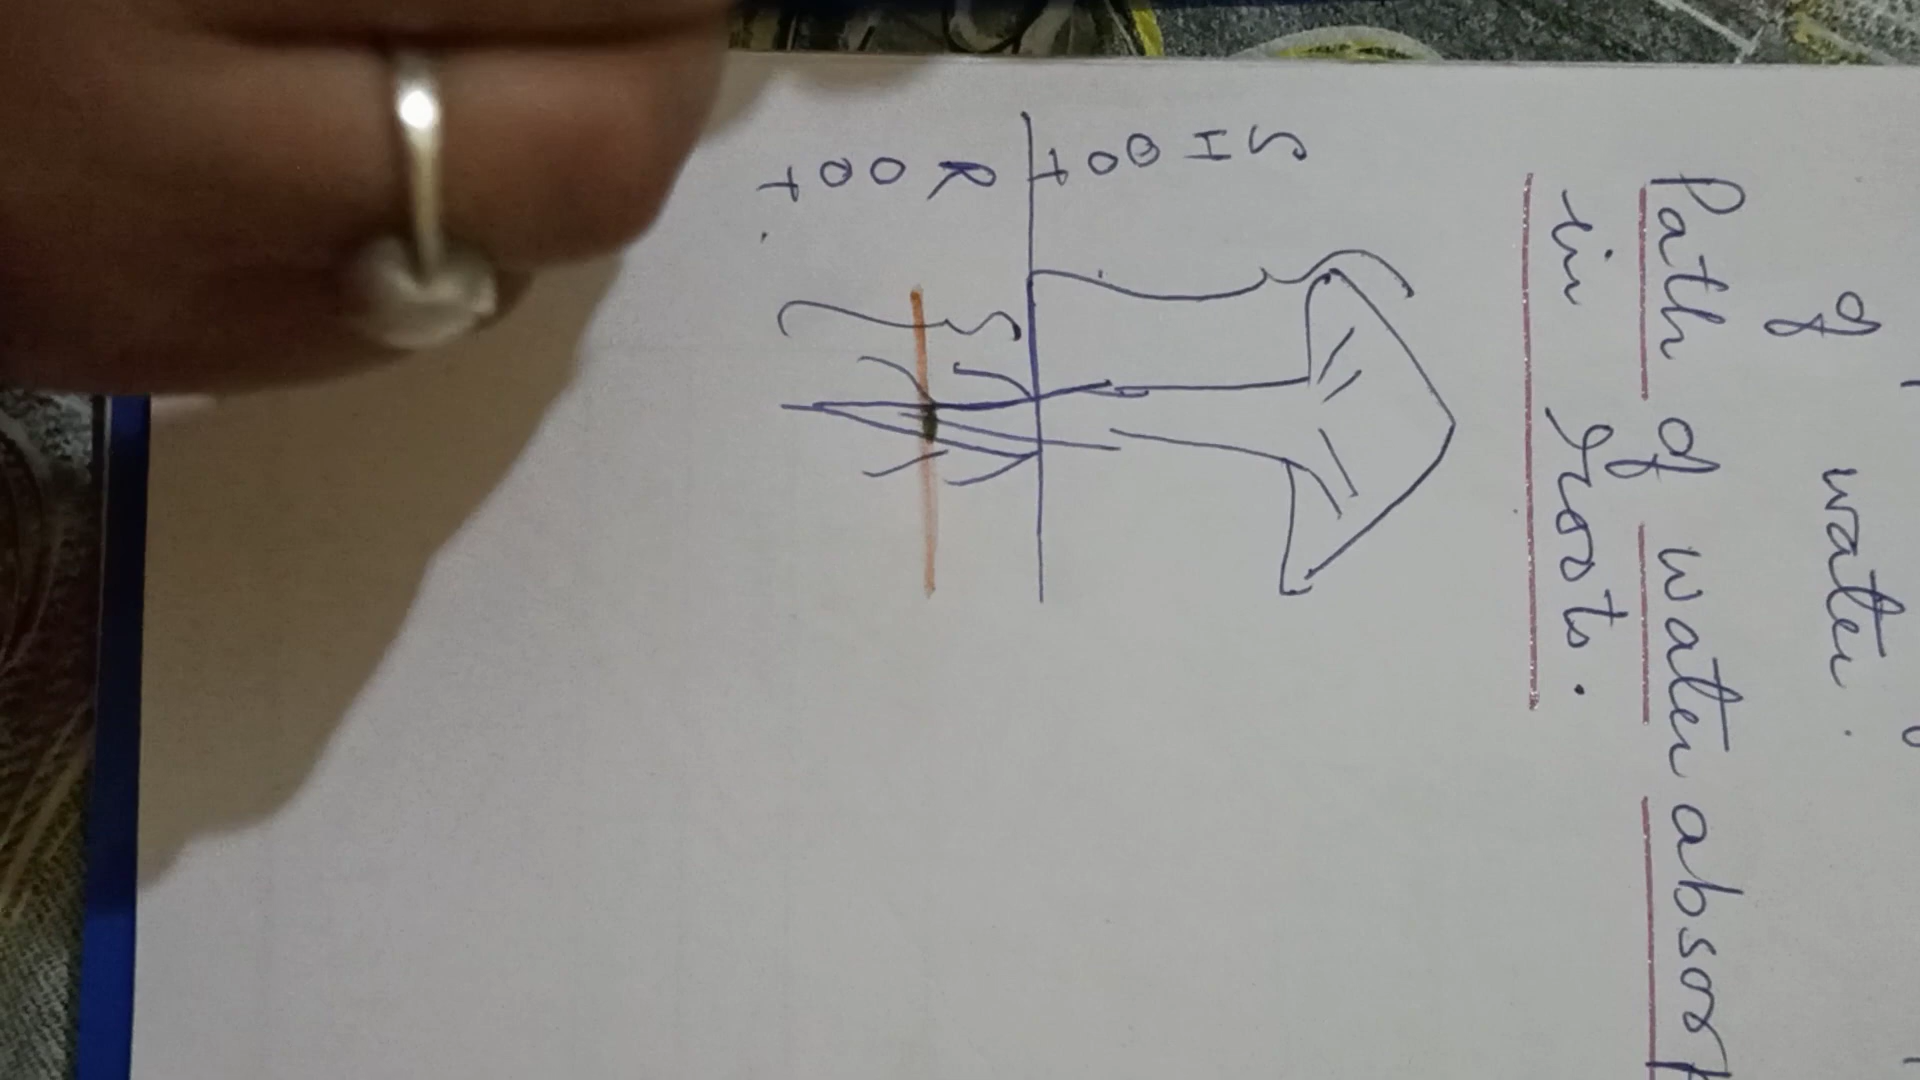 of water.
Path of water absorp
in roots.
SHOOT
ROOT